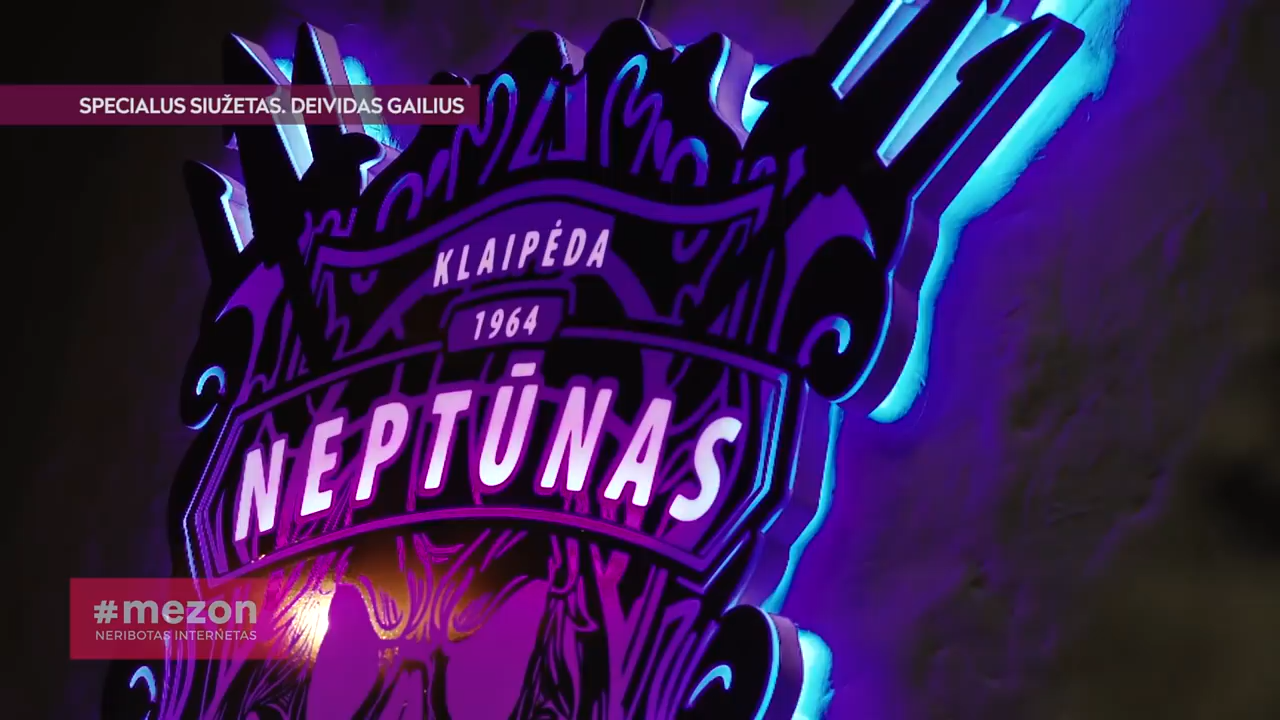 SPECIALUS SIUŽETAS. DEIVIDAS GAILIUS
KLAIPĖDA
1964
NEPTŪNAS
#mezon
NERIBOTAS INTERNETAS